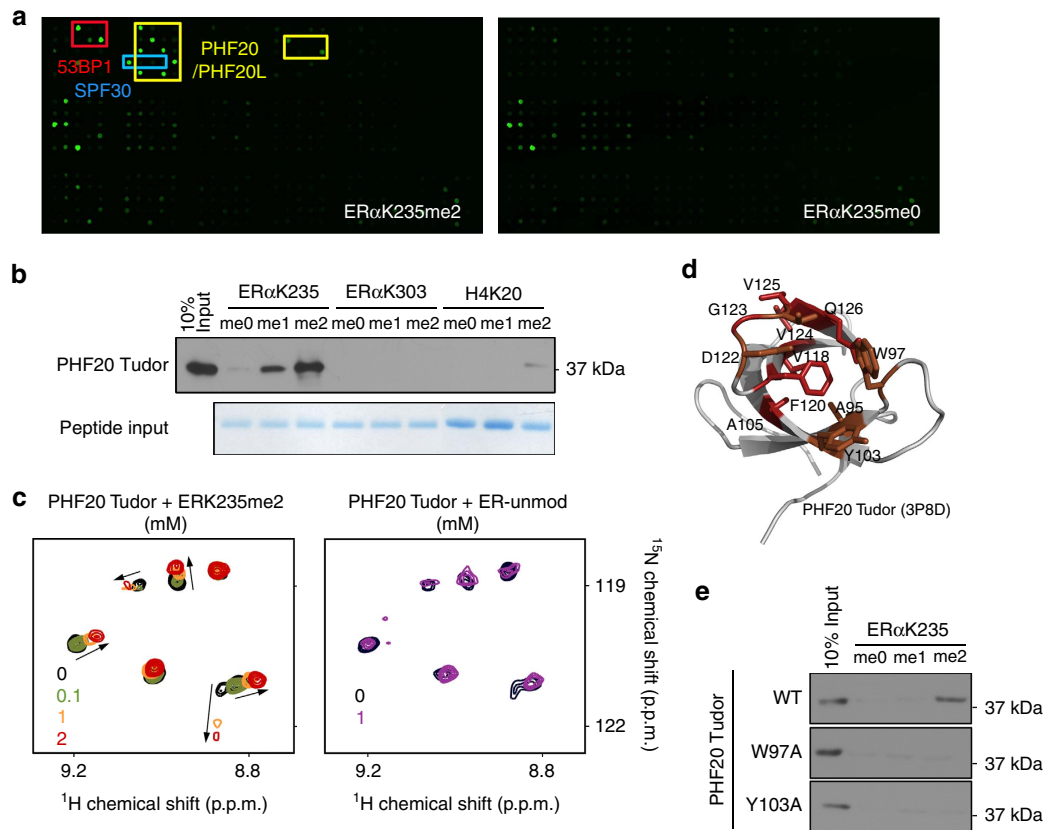 a
53BP1
SPF30
PHF20
/PHF20L
ERαK235me2
ERαK235me0
b
10%
Input
ERαK235 ERαK303 H4K20
me0 me1 me2 me0 me1 me2 me0 me1 me2
PHF20 Tudor
37 kDa
Peptide input
c
PHF20 Tudor + ERK235me2
(mM)
PHF20 Tudor + ER-unmod
(mM)
0
0.1
1
2
0
1
119
122
¹⁵N chemical shift (p.p.m.)
9.2 8.8
9.2 8.8
¹H chemical shift (p.p.m.)
¹H chemical shift (p.p.m.)
d
V125
G123
Q126
V124
D122
V118
W97
F120
A95
A105
Y103
PHF20 Tudor (3P8D)
e
10% Input
ERαK235
me0 me1 me2
PHF20 Tudor
WT
37 kDa
W97A
37 kDa
Y103A
37 kDa